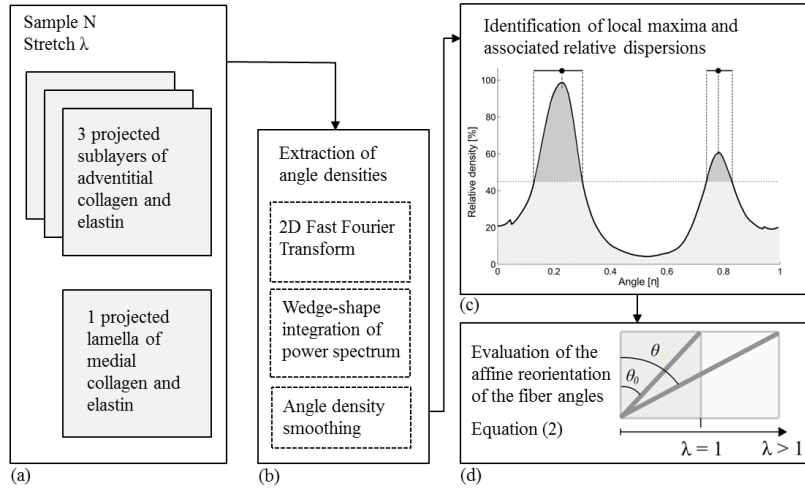 Sample N
Stretch λ
3 projected
sublayers of
adventitial
collagen and
elastin
1 projected
lamella of
medial
collagen and
elastin
(a)
Extraction of
angle densities
2D Fast Fourier
Transform
Wedge-shape
integration of
power spectrum
Angle density
smoothing
(b)
Identification of local maxima and
associated relative dispersions
Relative density [%]
100
80
60
40
20
0
0
0.2
0.4
0.6
0.8
1
Angle [π]
(c)
Evaluation of the
affine reorientation
of the fiber angles
Equation (2)
θ
θ0
λ = 1
λ > 1
(d)